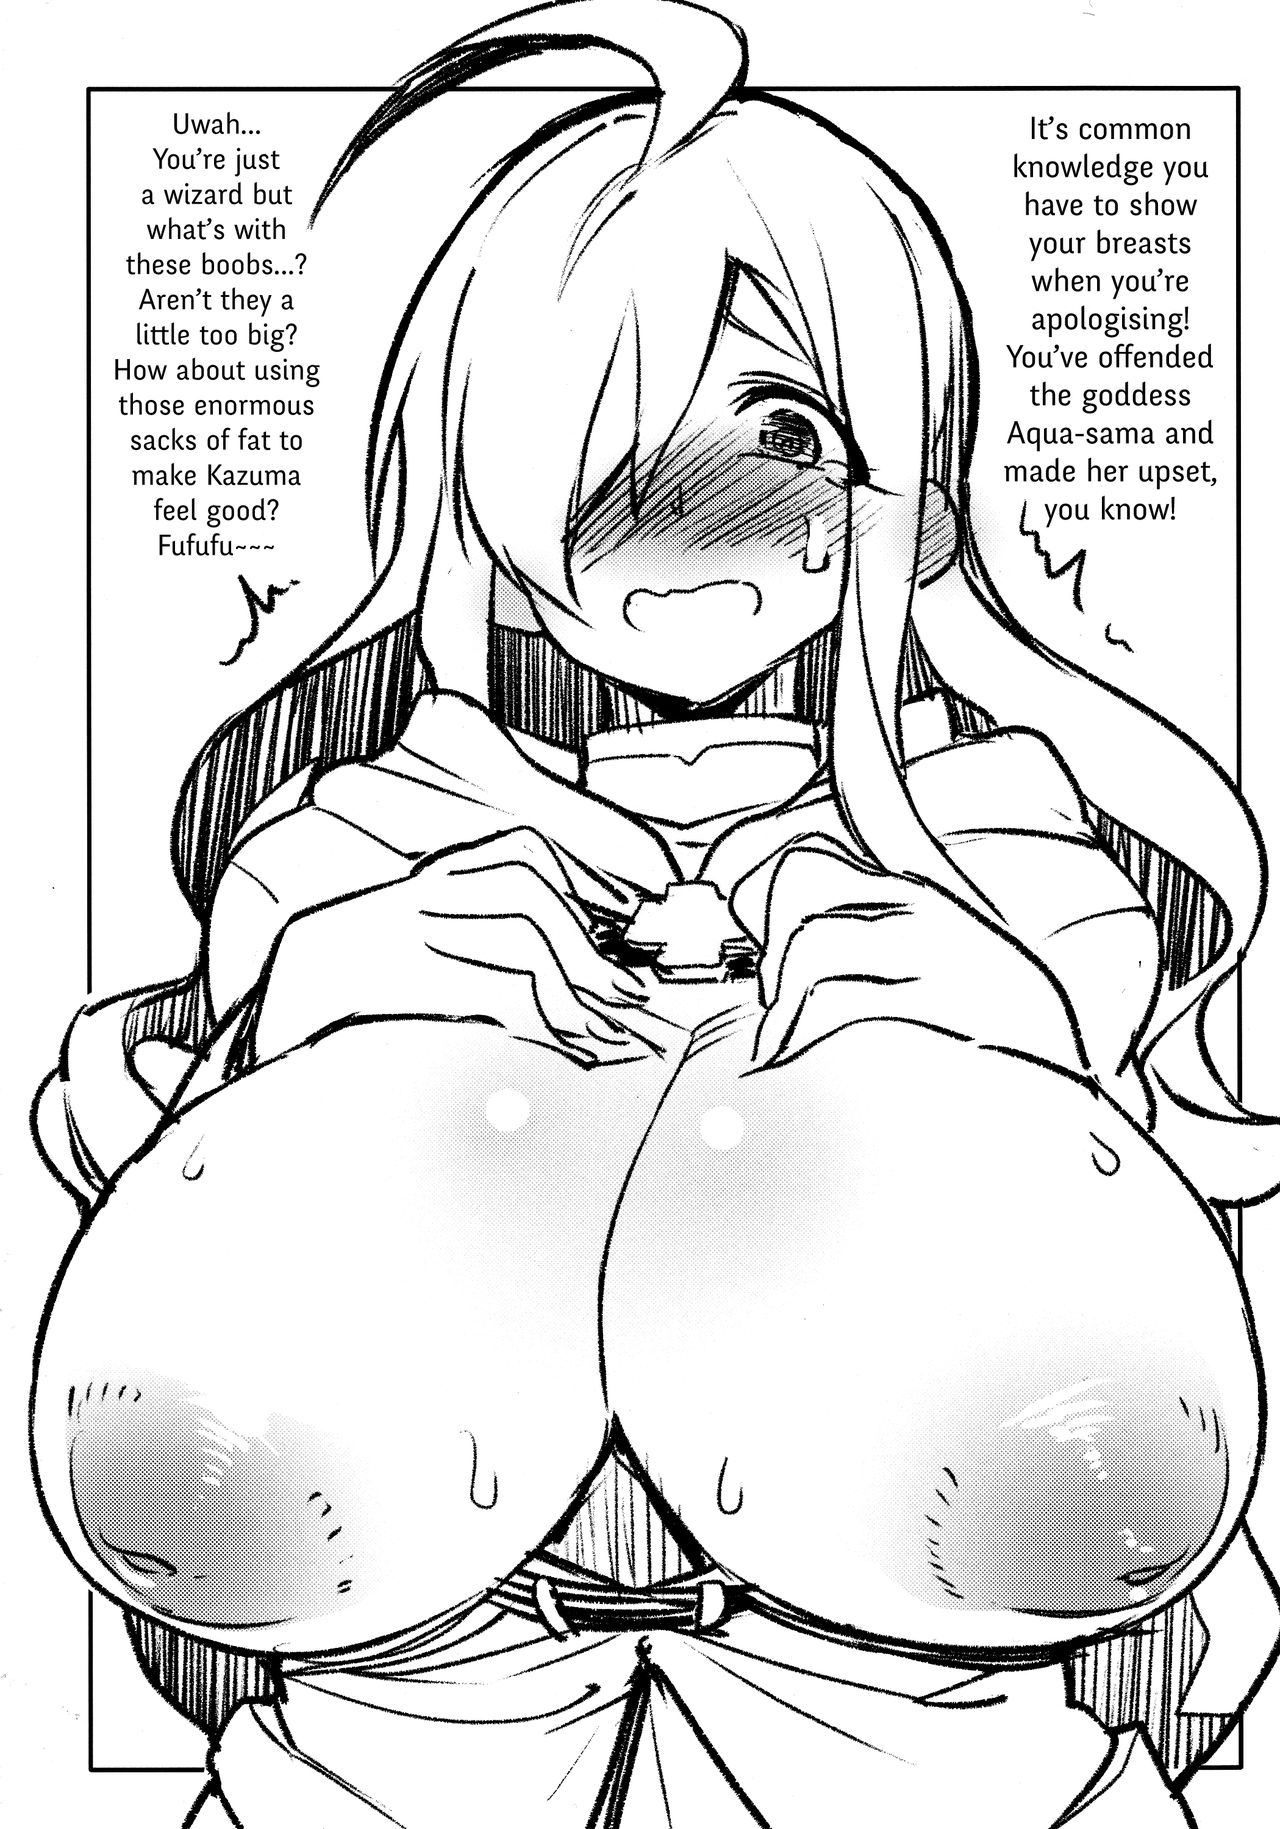 It's common
knowledge you
have to show
your breasts
when you're
apologising!
You've offended
the goddess
Aqua-sama and
made her upset,
you know!
Uwah...
You're just
a wizard but
what's with
these boobs...?
Aren't they a
little too big?
How about using
those enormous
sacks of fat to
make Kazuma
feel good?
Fufufu~~~